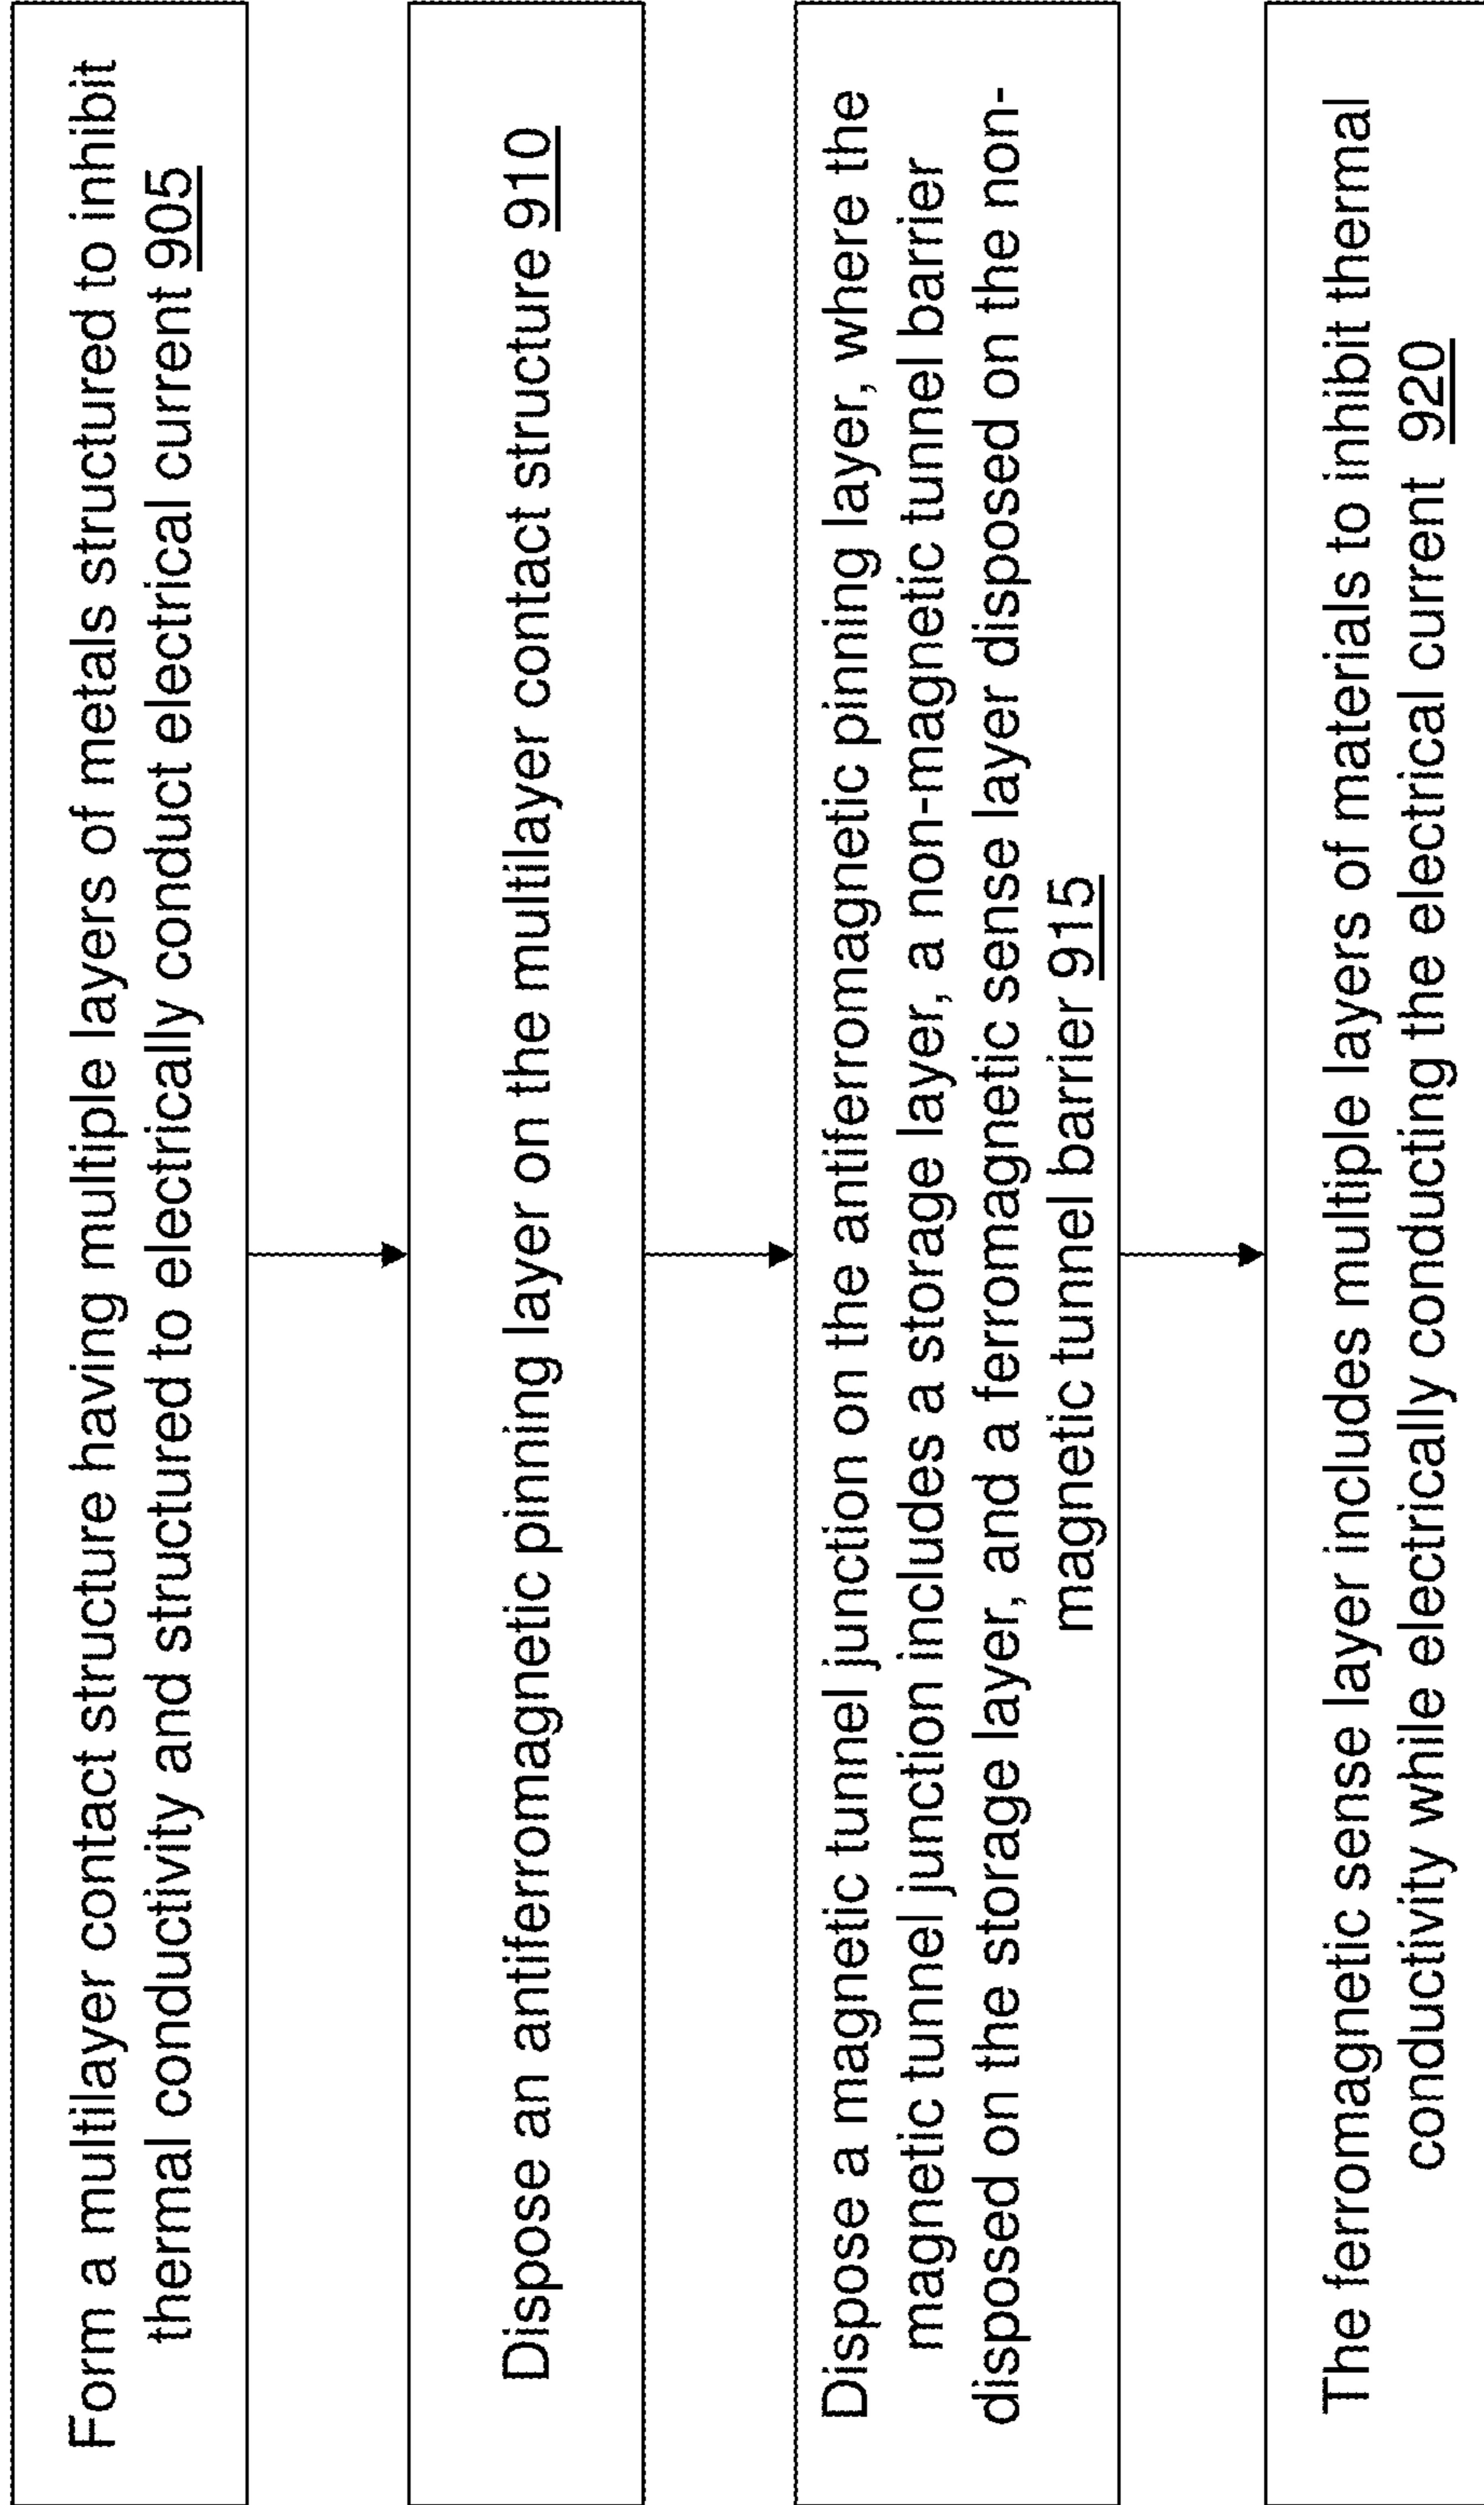 Form a multilayer contact structure having multiple layers of metals structured to inhibit
thermal conductivity and structured to electrically conduct electrical current 905
Dispose an antiferromagnetic pinning layer on the multilayer contact structure 910
Dispose a magnetic tunnel junction on the antiferromagnetic pinning layer, where the
magnetic tunnel junction includes a storage layer, a non-magnetic tunnel barrier
disposed on the storage layer, and a ferromagnetic sense layer disposed on the non-
magnetic tunnel barrier 915
The ferromagnetic sense layer includes multiple layers of materials to inhibit thermal
conductivity while electrically conducting the electrical current 920